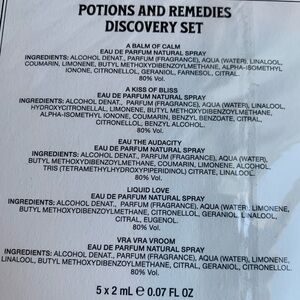 POTIONS AND REMEDIES
DISCOVERY SET
A BALM OF CALM
EAU DE PARFUM NATURAL SPRAY
INGREDIENTS: ALCOHOL DENAT., PARFUM (FRAGRANCE), AQUA (WATER), LINALOOL,
COUMARIN, LIMONENE, BUTYL METHOXYDIBENZOYLMETHANE, ALPHA-ISOMETHYL
IONONE, CITRONELLOL, GERANIOL, FARNESOL, CITRAL.
80% Vol.
A KISS OF BLISS
EAU DE PARFUM NATURAL SPRAY
INGREDIENTS: ALCOHOL DENAT., PARFUM (FRAGRANCE), AQUA (WATER), LINALOOL,
HYDROXYCITRONELLAL, LIMONENE, BUTYL METHOXYDIBENZOYLMETHANE,
ALPHA-ISOMETHYL IONONE, COUMARIN, BENZYL BENZOATE, CITRAL,
CITRONELLOL, BENZYL ALCOHOL.
80% Vol.
EAU THE AUDACITY
EAU DE PARFUM NATURAL SPRAY
INGREDIENTS: ALCOHOL DENAT., PARFUM (FRAGRANCE), AQUA (WATER),
BUTYL METHOXYDIBENZOYLMETHANE, COUMARIN, LIMONENE, ALCOHOL,
TRIS (TETRAMETHYLHYDROXYPIPERIDINOL) CITRATE, LINALOOL.
80% Vol.
LIQUID LOVE
EAU DE PARFUM NATURAL SPRAY
INGREDIENTS: ALCOHOL DENAT., PARFUM (FRAGRANCE), AQUA (WATER), LIMONENE,
BUTYL METHOXYDIBENZOYLMETHANE, CITRONELLOL, GERANIOL, LINALOOL,
CITRAL, EUGENOL.
80% Vol.
VRA VRA VROOM
EAU DE PARFUM NATURAL SPRAY
INGREDIENTS: ALCOHOL DENAT., PARFUM (FRAGRANCE), AQUA (WATER), LIMONENE,
LINALOOL, BUTYL METHOXYDIBENZOYLMETHANE, CITRAL, GERANIOL, CITRONELLOL.
80% Vol.
5 x 2 mL ℮ 0.07 FL OZ